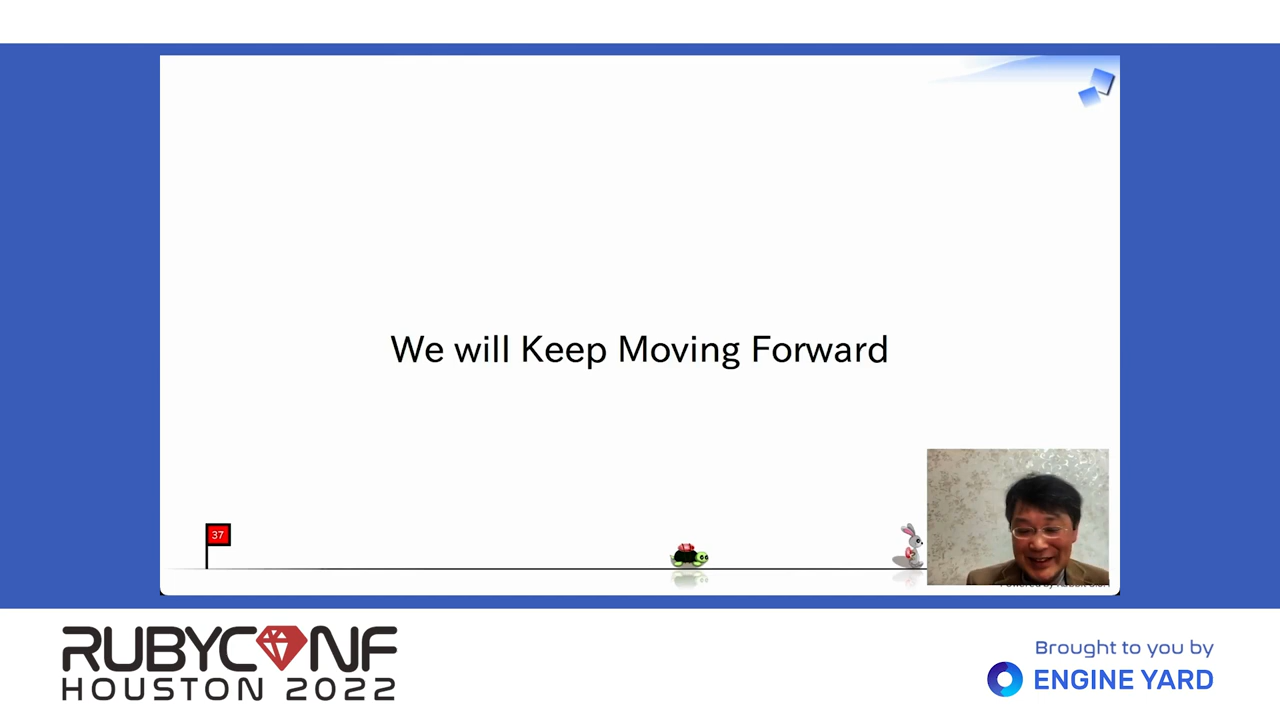 We will Keep Moving Forward
37
RUBYCONF
HOUSTON 2022
Brought to you by
ENGINE YARD